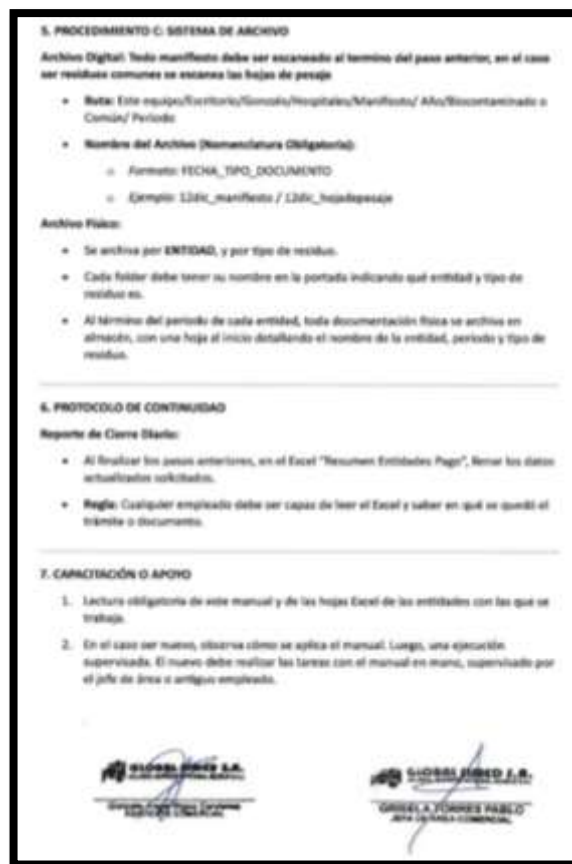 5. PROCEDIMIENTO C: SISTEMA DE ARCHIVO
Archivo Digital: Todo manifiesto debe ser escaneado al termino del paso anterior, en el caso
ser residuos comunes se escanea las hojas de pesaje
• Ruta: Este equipo/Escritorio/Gonzalo/Hospitales/Manifiesto/ Año/Biocontaminado o
Común/ Periodo
• Nombre del Archivo (Nomenclatura Obligatoria):
o Formato: FECHA_TIPO_DOCUMENTO
o Ejemplo: 12dic_manifiesto / 12dic_hojadepesaje
Archivo Físico:
• Se archiva por ENTIDAD, y por tipo de residuo.
• Cada folder debe tener su nombre en la portada indicando qué entidad y tipo de
residuo es.
• Al término del periodo de cada entidad, toda documentación física se archiva en
almacén, con una hoja al inicio detallando el nombre de la entidad, periodo y tipo de
residuo.
6. PROTOCOLO DE CONTINUIDAD
Reporte de Cierre Diario:
• Al finalizar los pasos anteriores, en el Excel "Resumen Entidades Pago", llenar los datos
actualizados solicitados.
• Regla: Cualquier empleado debe ser capas de leer el Excel y saber en qué se quedó el
trámite o documento.
7. CAPACITACIÓN O APOYO
1. Lectura obligatoria de este manual y de las hojas Excel de las entidades con las que se
trabaja.
2. En el caso ser nuevo, observa cómo se aplica el manual. Luego, una ejecución
supervisada. El nuevo debe realizar las tareas con el manual en mano, supervisado por
el jefe de área o antiguo empleado.
GLOBAL S.R.
GLOBAL
COMERCIAL
TORRES PABLO
COMERCIAL